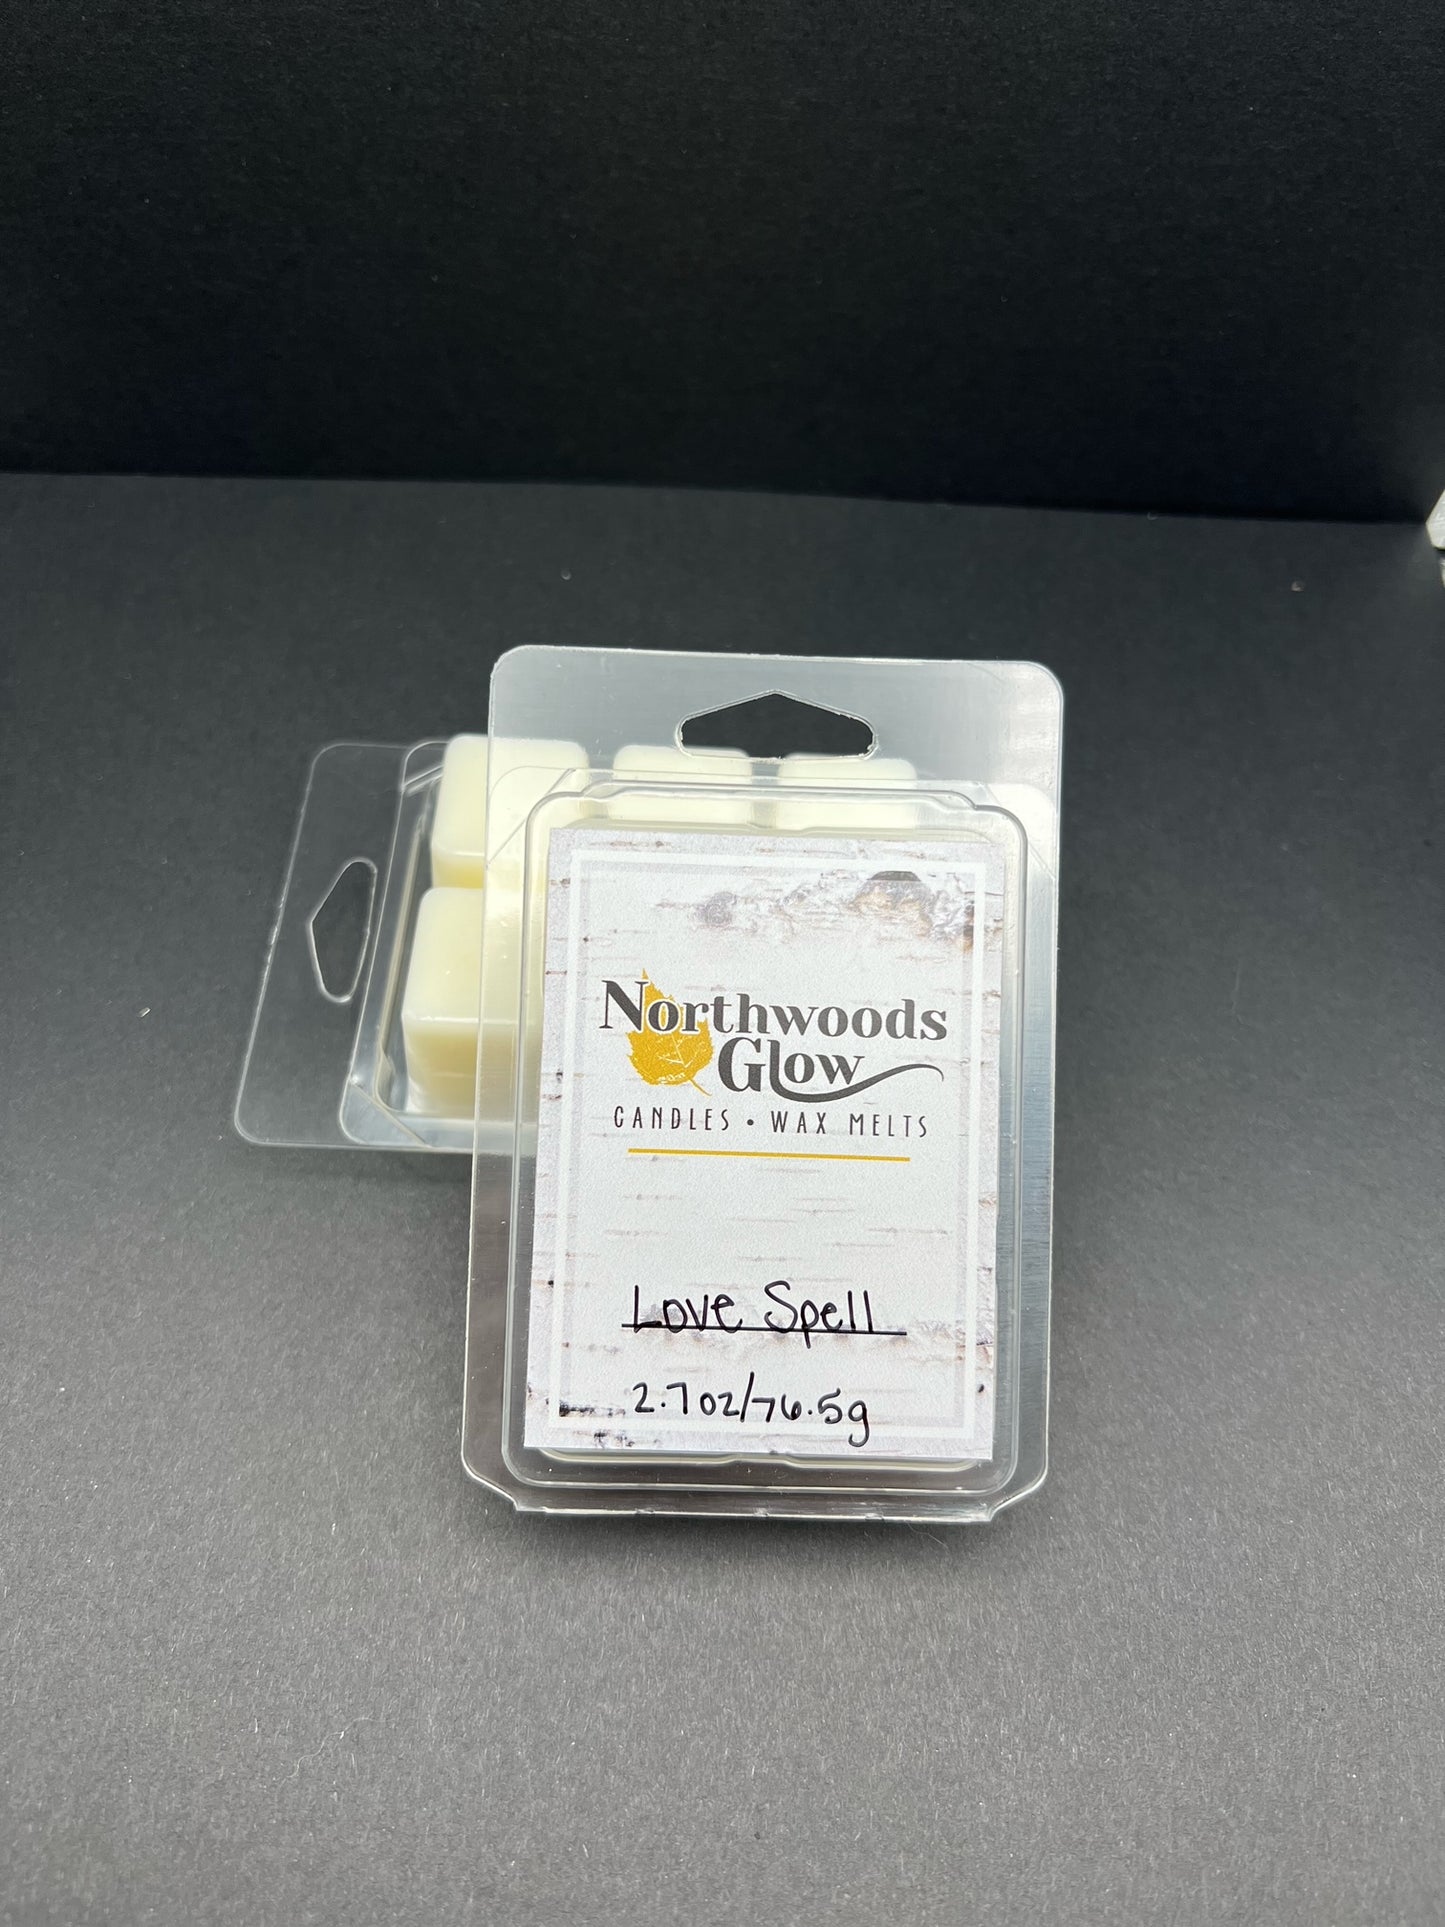 Northwoods
Glow
CANDLES • WAX MELTS
Love Spell
2.7oz/76.5g